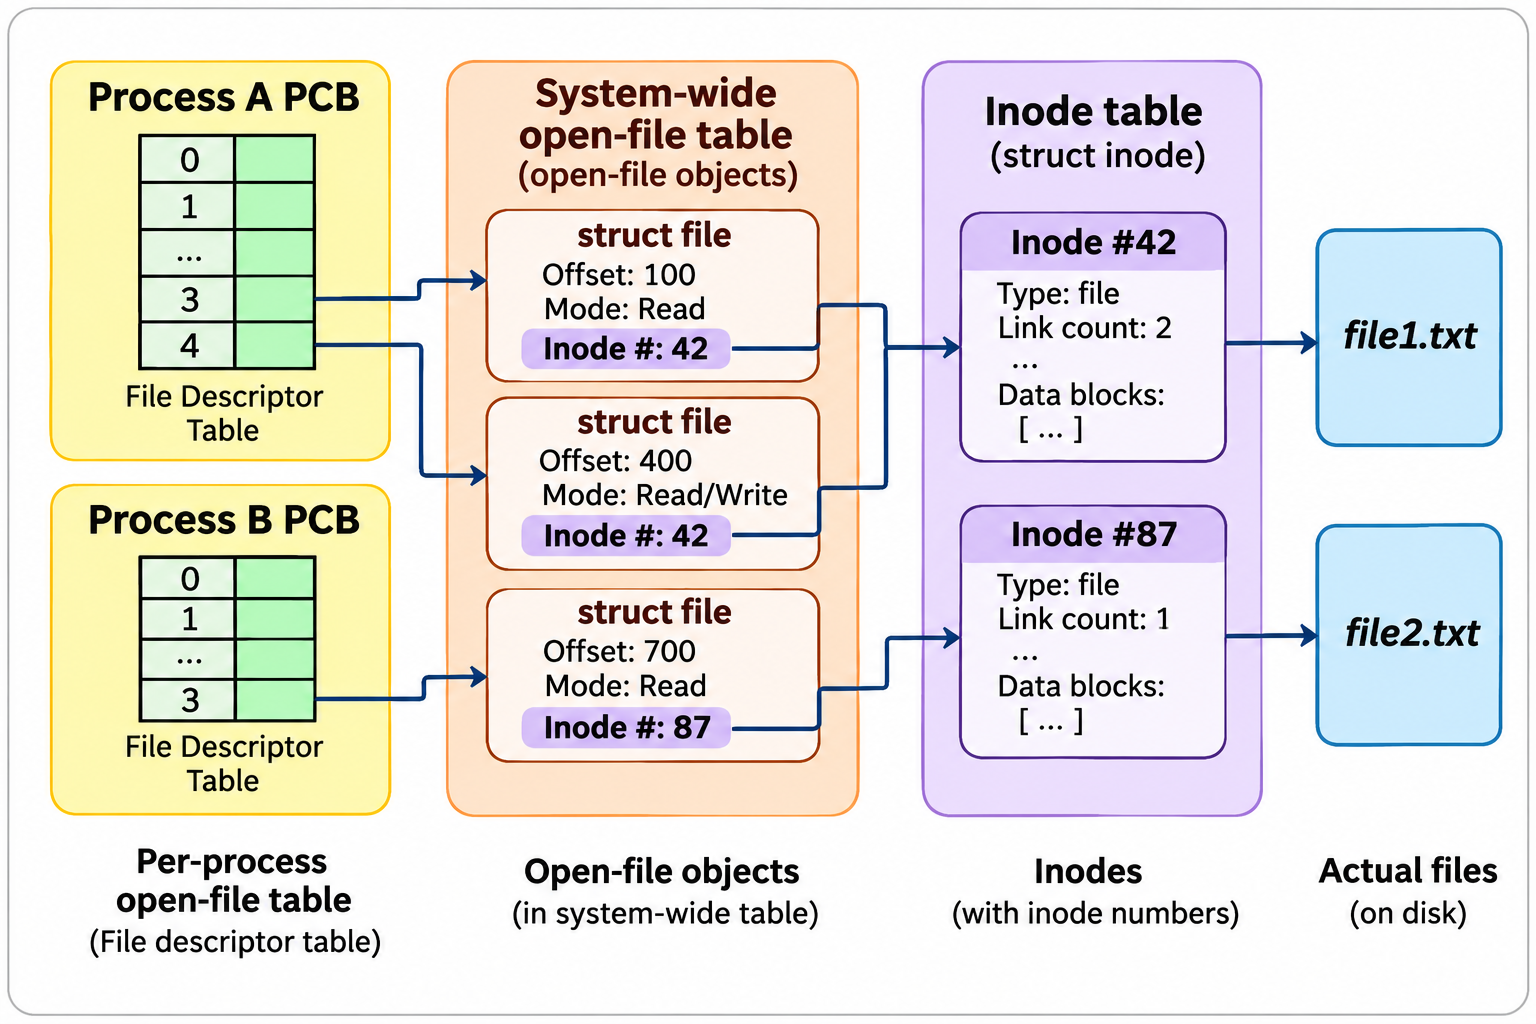 Process A PCB
0
1
...
3
4
File Descriptor
Table
Process B PCB
0
1
...
3
File Descriptor
Table
Per-process
open-file table
(File descriptor table)
System-wide
open-file table
(open-file objects)
struct file
Offset: 100
Mode: Read
Inode #: 42
struct file
Offset: 400
Mode: Read/Write
Inode #: 42
struct file
Offset: 700
Mode: Read
Inode #: 87
Open-file objects
(in system-wide table)
Inode table
(struct inode)
Inode #42
Type: file
Link count: 2
...
Data blocks:
[ ... ]
Inode #87
Type: file
Link count: 1
...
Data blocks:
[ ... ]
Inodes
(with inode numbers)
file1.txt
file2.txt
Actual files
(on disk)